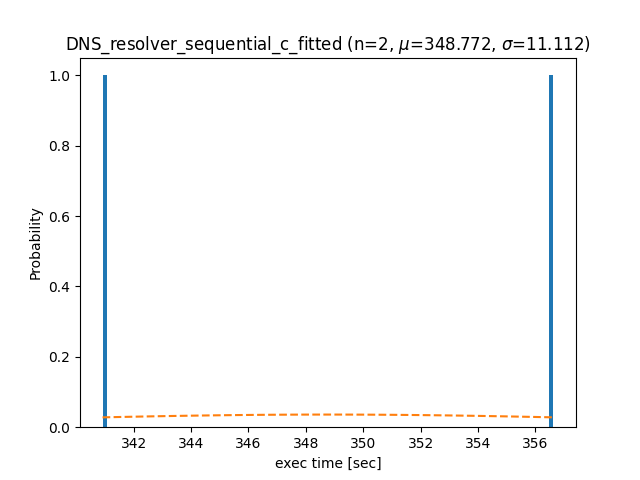 DNS_resolver_sequential_c_fitted (n=2, μ=348.772, σ=11.112)
1.0
0.8
0.6
0.4
0.2
0.0
Probability
342 344 346 348 350 352 354 356
exec time [sec]